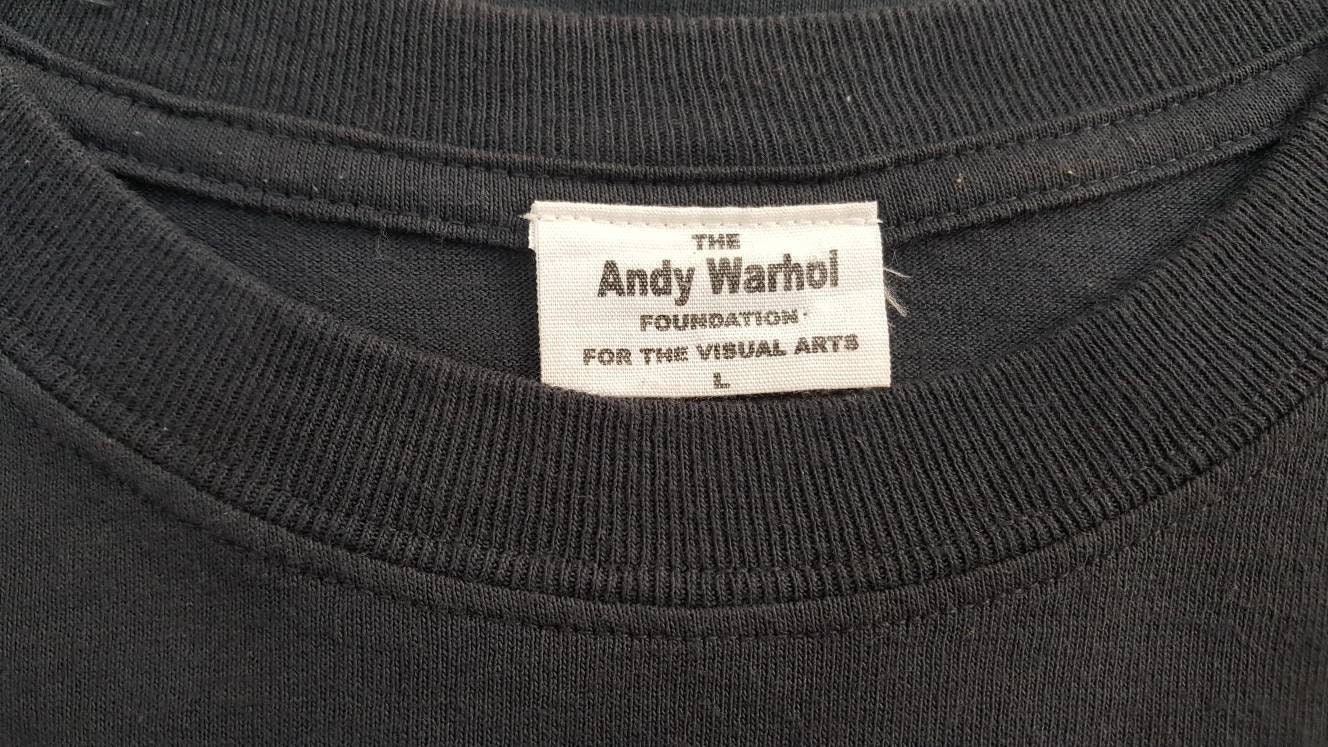 THE
Andy Warhol
FOUNDATION
FOR THE VISUAL ARTS
L